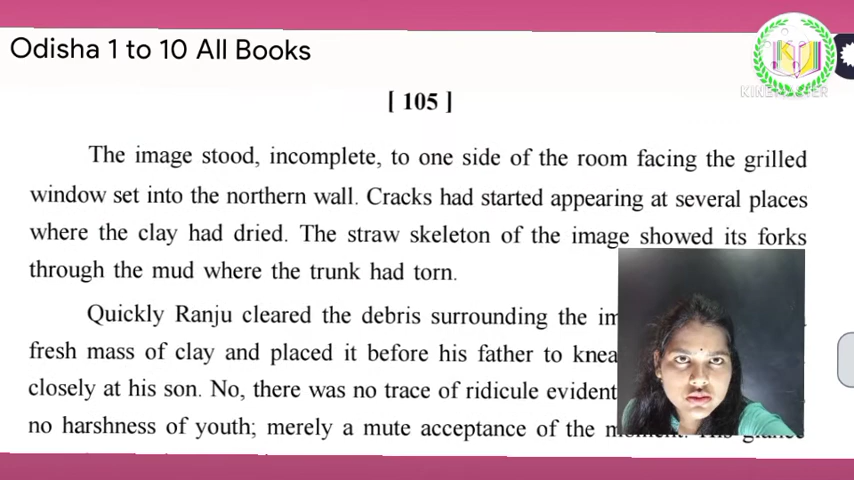 Odisha 1 to 10 All Books
KINEMASTER
[ 105 ]
The image stood, incomplete, to one side of the room facing the grilled
window set into the northern wall. Cracks had started appearing at several places
where the clay had dried. The straw skeleton of the image showed its forks
through the mud where the trunk had torn.
Quickly Ranju cleared the debris surrounding the
fresh mass of clay and placed it before his father to
closely at his son. No, there was no trace of ridicule evident
no harshness of youth; merely a mute acceptance of the moment. His glance